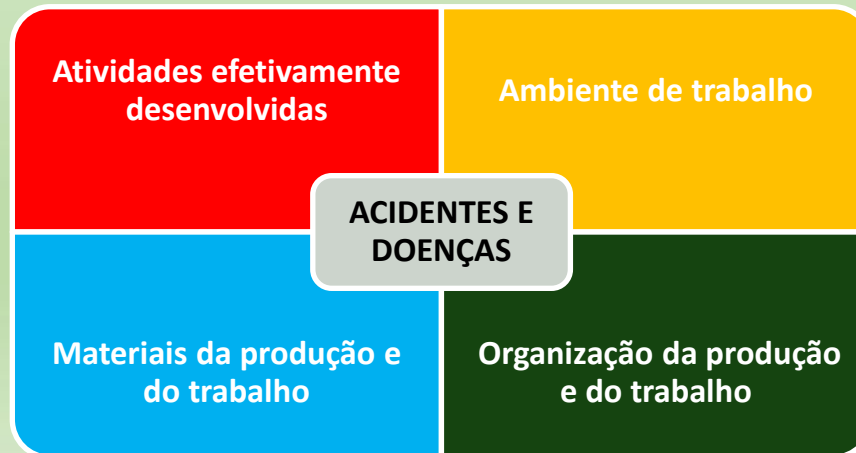 Atividades efetivamente
desenvolvidas
Ambiente de trabalho
ACIDENTES E
DOENÇAS
Materiais da produção e
do trabalho
Organização da produção
e do trabalho